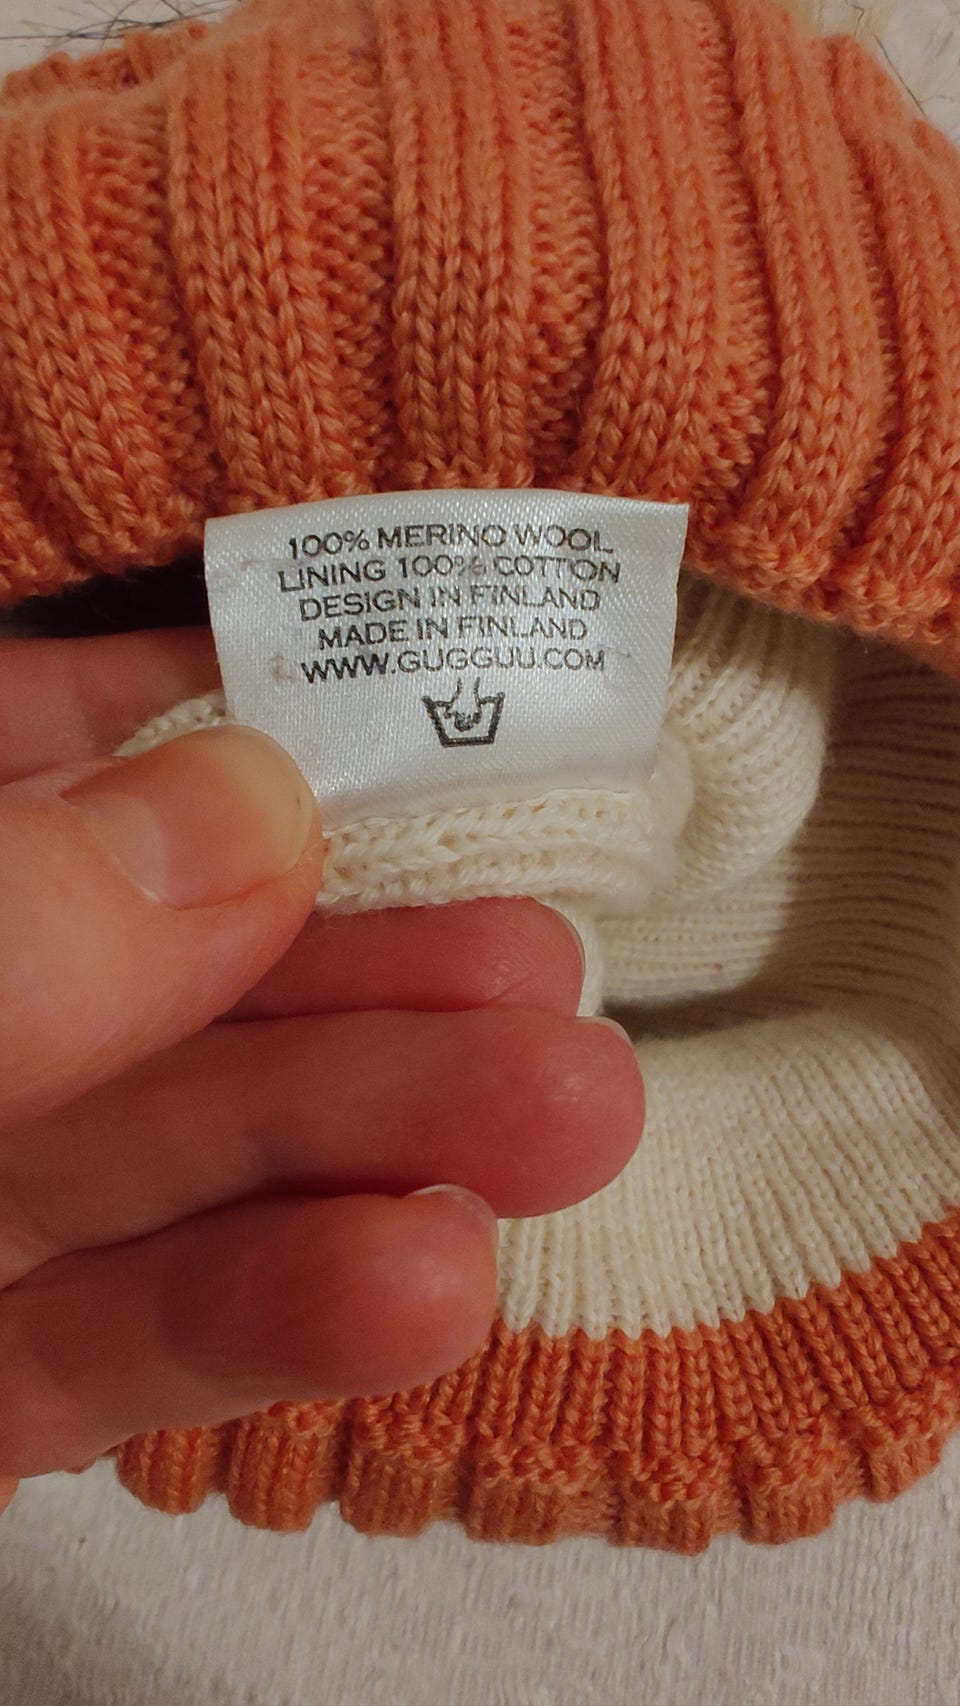 100% MERINO WOOL
LINING 100% COTTON
DESIGN IN FINLAND
MADE IN FINLAND
WWW.GUGGUU.COM